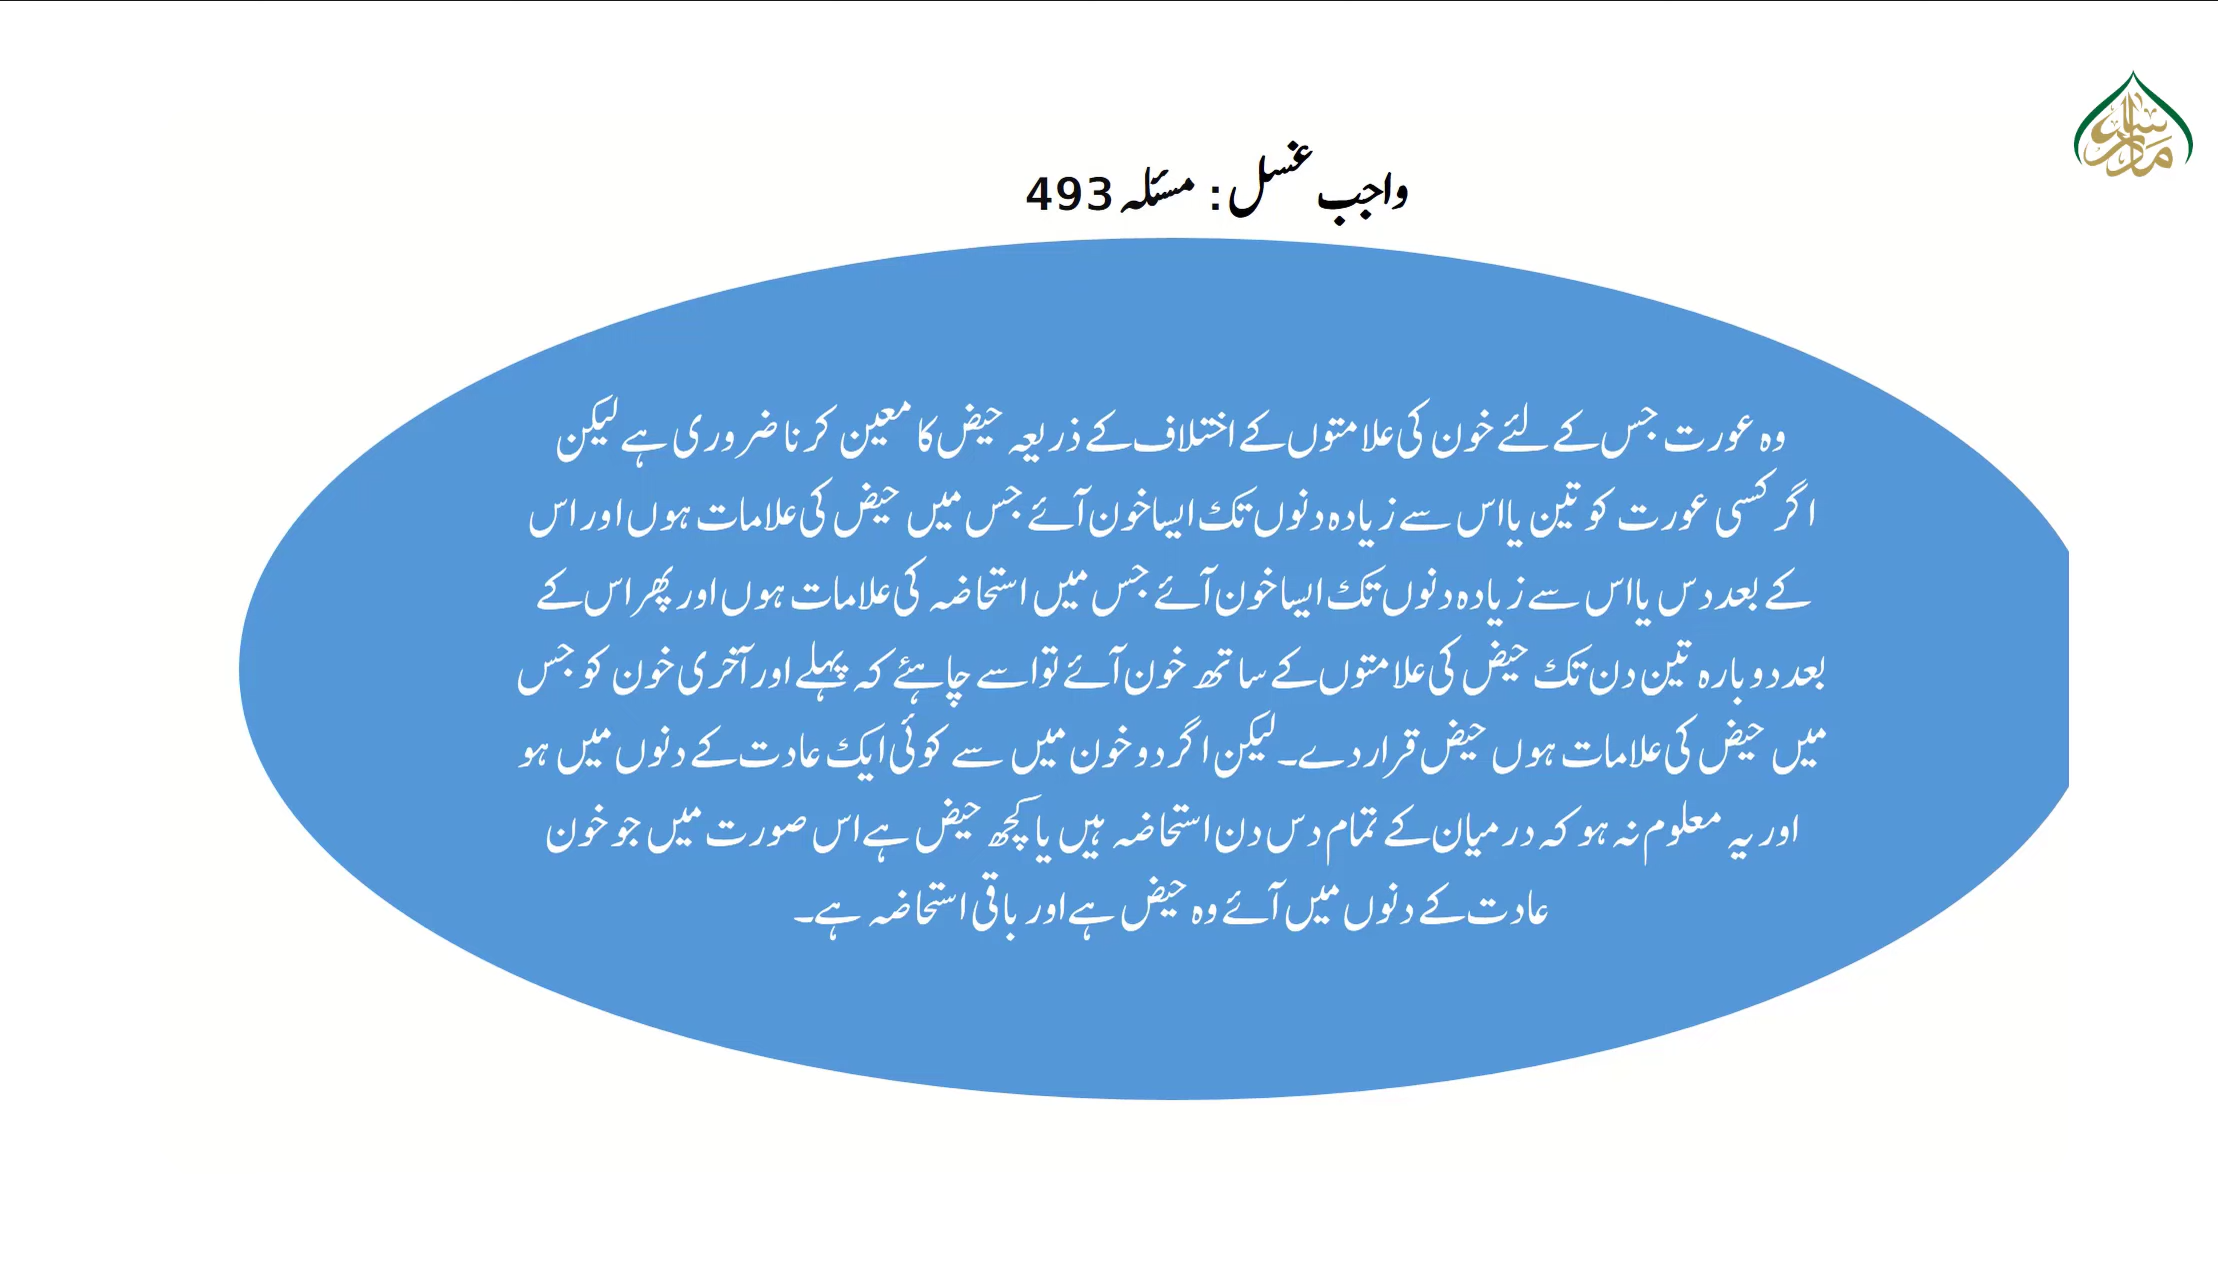 واجب غسل: مسئلہ 493
وہ عورت جس کے لئے خون کی علامتوں کے اختلاف کے ذریعہ حیض کا معین کرنا ضروری ہے لیکن
اگر کسی عورت کو تین یا اس سے زیادہ دنوں تک ایسا خون آئے جس میں حیض کی علامات ہوں اور اس
کے بعد دس یا اس سے زیادہ دنوں تک ایسا خون آئے جس میں استحاضہ کی علامات ہوں اور پھر اس کے
بعد دوبارہ تین دن تک حیض کی علامتوں کے ساتھ خون آئے تو اسے چاہئے کہ پہلے اور آخری خون کو جس
میں حیض کی علامات ہوں حیض قرار دے۔ لیکن اگر دو خون میں سے کوئی ایک عادت کے دنوں میں ہو
اور یہ معلوم نہ ہو کہ درمیان کے تمام دس دن استحاضہ ہیں یا کچھ حیض ہے اس صورت میں جو خون
عادت کے دنوں میں آئے وہ حیض ہے اور باقی استحاضہ ہے۔